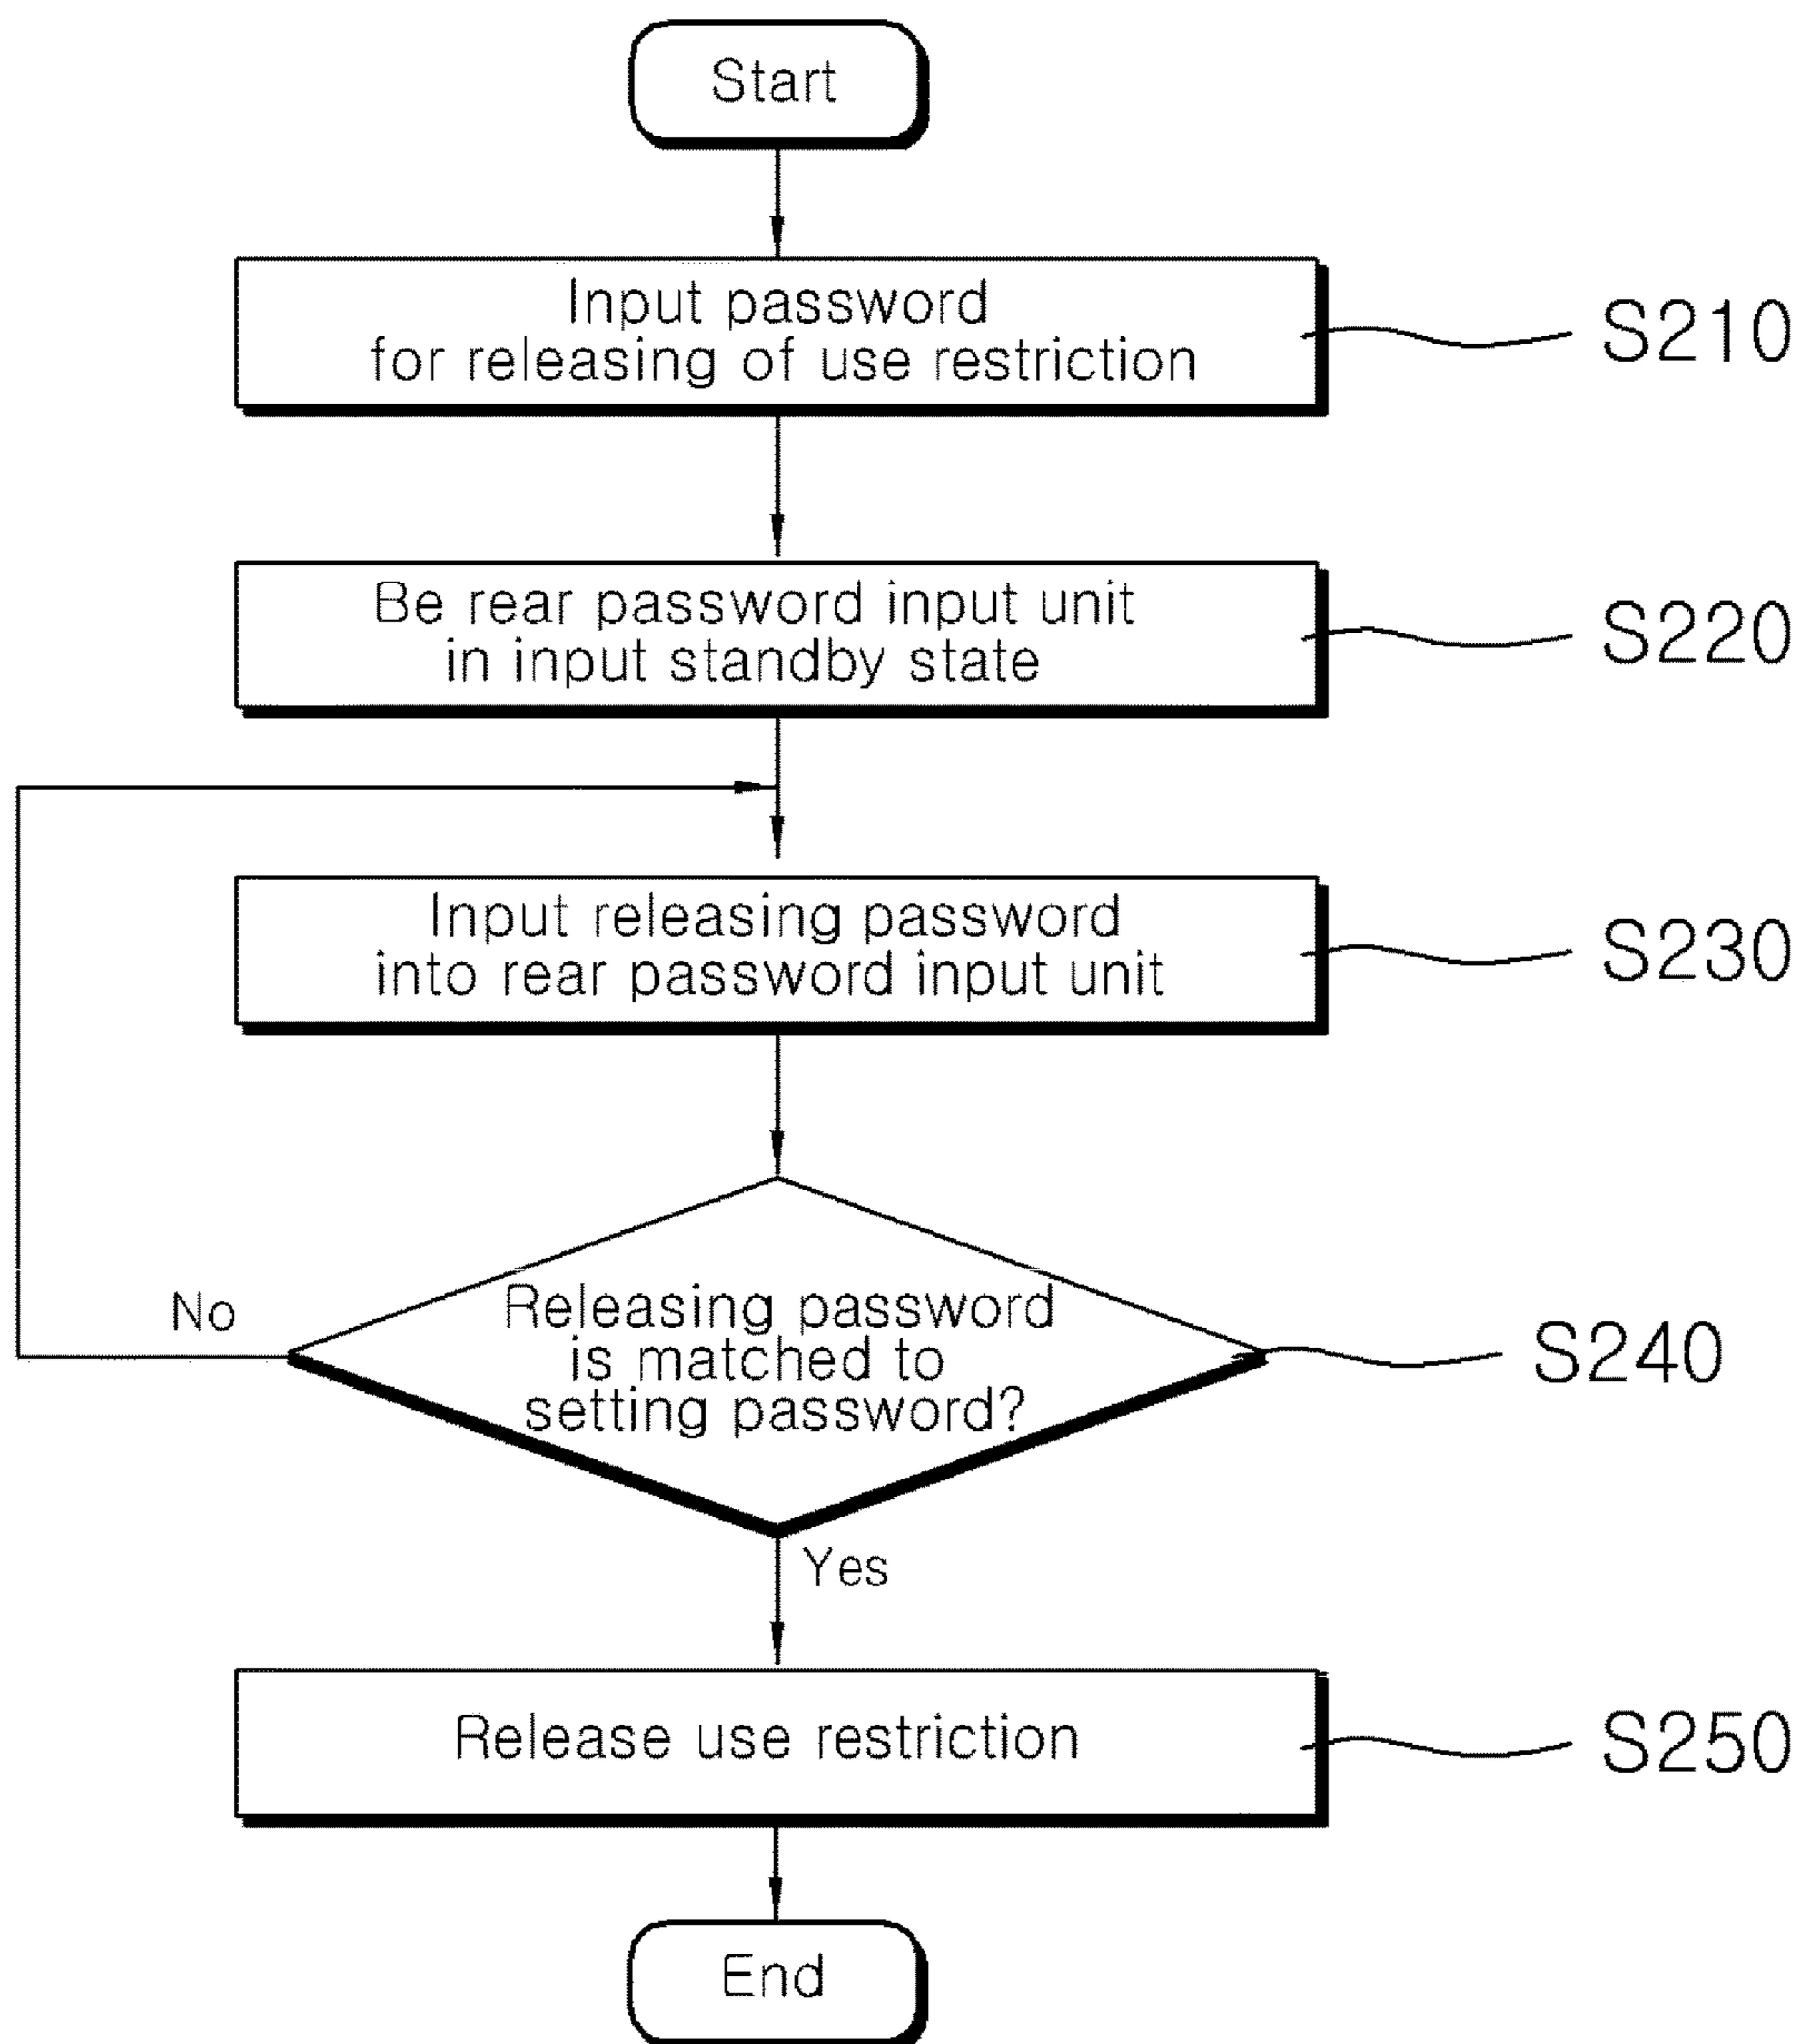 Start
Input password
for releasing of use restriction
S210
Be rear password input unit
in input standby state
S220
Input releasing password
into rear password input unit
S230
No
Releasing password
is matched to
setting password?
S240
Yes
Release use restriction
S250
End